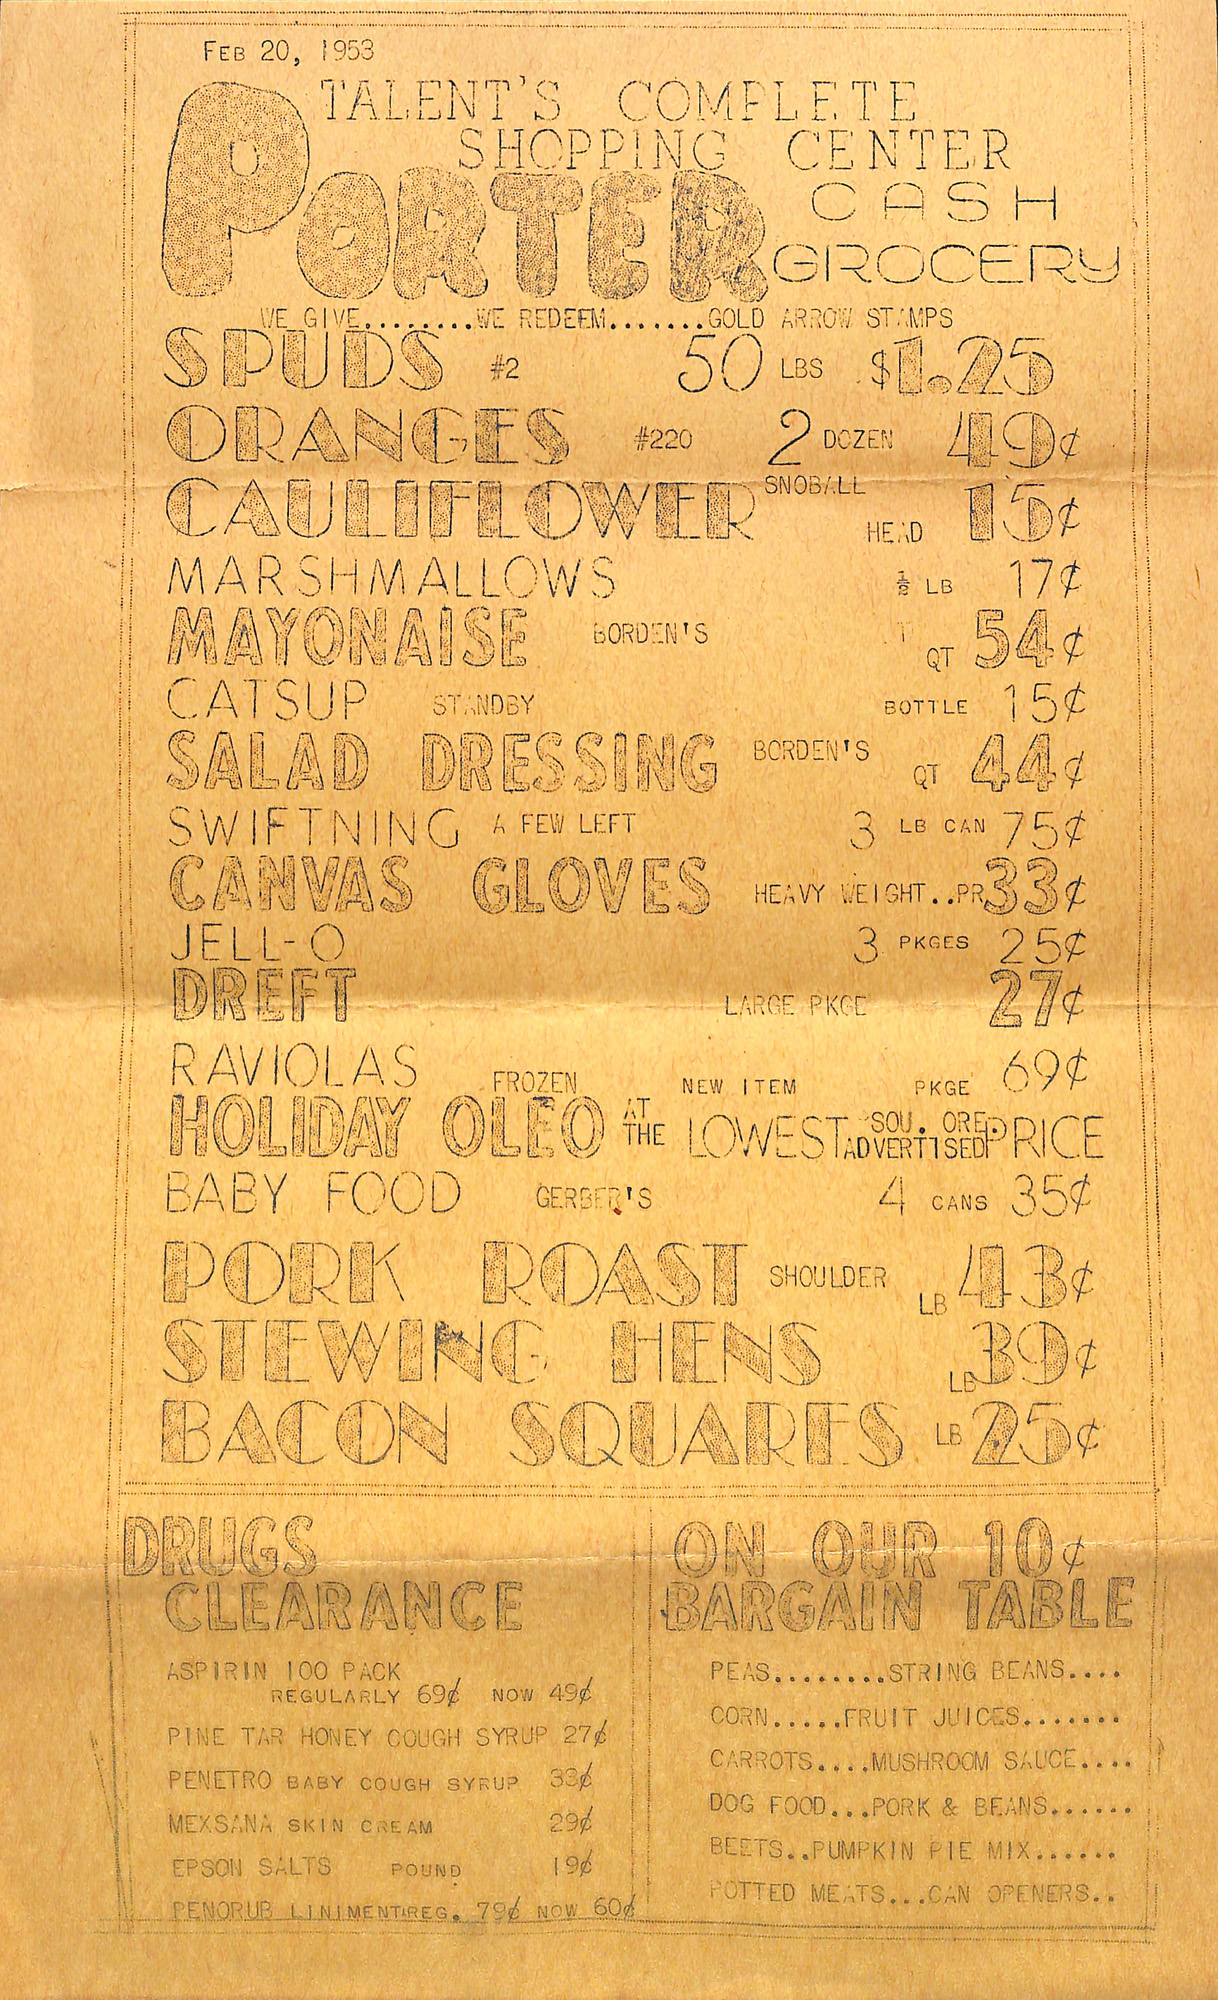 FEB 20, 1953
TALENT'S COMPLETE
SHOPPING CENTER
PORTER CASH
GROCERY
WE GIVE.........WE REDEEM.......GOLD ARROW STAMPS
SPUDS #2 50 LBS $1.25
ORANGES #220 2 DOZEN 49¢
CAULIFLOWER SNOBALL HEAD 15¢
MARSHMALLOWS ½ LB 17¢
MAYONAISE BORDEN'S QT 54¢
CATSUP STANDBY BOTTLE 15¢
SALAD DRESSING BORDEN'S QT 44¢
SWIFTNING A FEW LEFT 3 LB CAN 75¢
CANVAS GLOVES HEAVY WEIGHT..PR 33¢
JELL-O 3 PKGES 25¢
DREFT LARGE PKGE 27¢
RAVIOLAS FROZEN NEW ITEM PKGE 69¢
HOLIDAY OLEO AT THE LOWEST SOU. ORE. ADVERTISED PRICE
BABY FOOD GERBER'S 4 CANS 35¢
PORK ROAST SHOULDER LB 43¢
STEWING HENS LB 39¢
BACON SQUARES LB 25¢
DRUGS
CLEARANCE
ASPIRIN 100 PACK
REGULARLY 69¢ NOW 49¢
PINE TAR HONEY COUGH SYRUP 27¢
PENETRO BABY COUGH SYRUP 33¢
MEXSANA SKIN CREAM 29¢
EPSON SALTS POUND 19¢
PENORUB LINIMENT REG. 79¢ NOW 60¢
ON OUR 10¢
BARGAIN TABLE
PEAS........STRING BEANS....
CORN.....FRUIT JUICES.......
CARROTS....MUSHROOM SAUCE....
DOG FOOD...PORK & BEANS......
BEETS..PUMPKIN PIE MIX......
POTTED MEATS...CAN OPENERS..